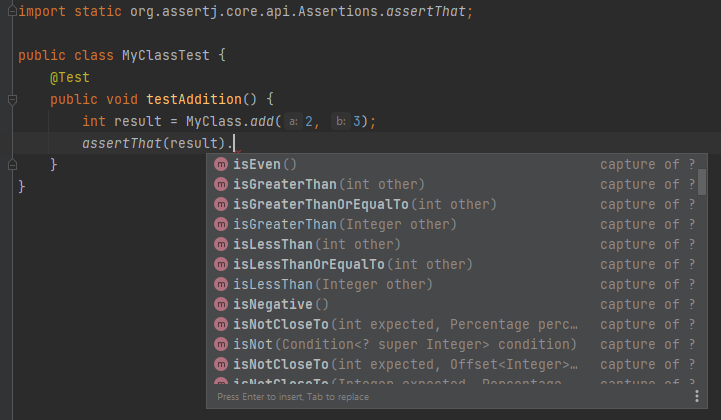 import static org.assertj.core.api.Assertions.assertThat;
public class MyClassTest {
@Test
public void testAddition() {
int result = MyClass.add( a: 2, b: 3);
assertThat(result).
}
}
m isEven() capture of ?
m isGreaterThan(int other) capture of ?
m isGreaterThanOrEqualTo(int other) capture of ?
m isGreaterThan(Integer other) capture of ?
m isLessThan(int other) capture of ?
m isLessThanOrEqualTo(int other) capture of ?
m isLessThan(Integer other) capture of ?
m isNegative() capture of ?
m isNotCloseTo(int expected, Percentage perc… capture of ?
m isNot(Condition<? super Integer> condition) capture of ?
m isNotCloseTo(int expected, Offset<Integer>… capture of ?
m isNotCloseTo(Integer expected, Percentage capture of ?
Press Enter to insert, Tab to replace